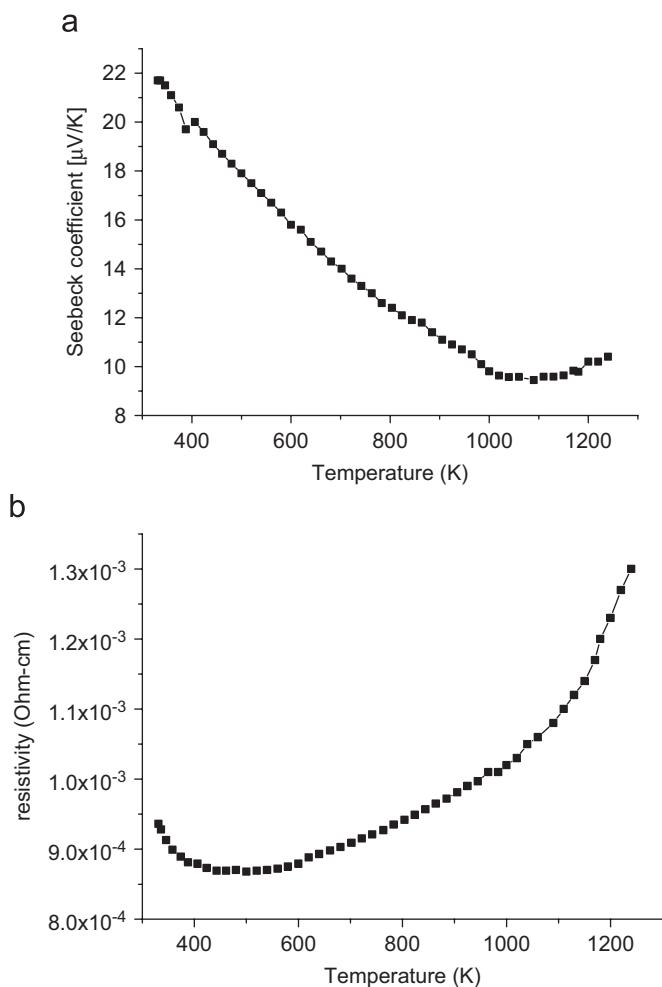 a
Seebeck coefficient [μV/K]
22
20
18
16
14
12
10
8
400 600 800 1000 1200
Temperature (K)
b
resistivity (Ohm-cm)
1.3x10⁻³
1.2x10⁻³
1.1x10⁻³
1.0x10⁻³
9.0x10⁻⁴
8.0x10⁻⁴
400 600 800 1000 1200
Temperature (K)